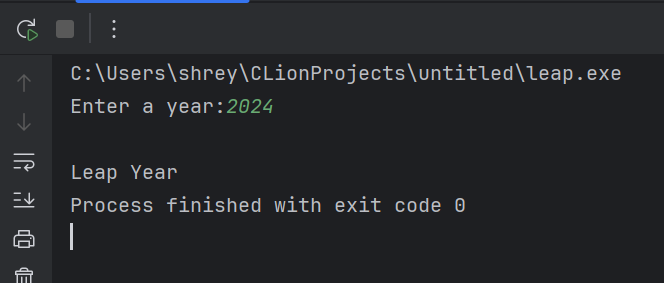 C:\Users\shrey\CLionProjects\untitled\leap.exe
Enter a year:2024
Leap Year
Process finished with exit code 0